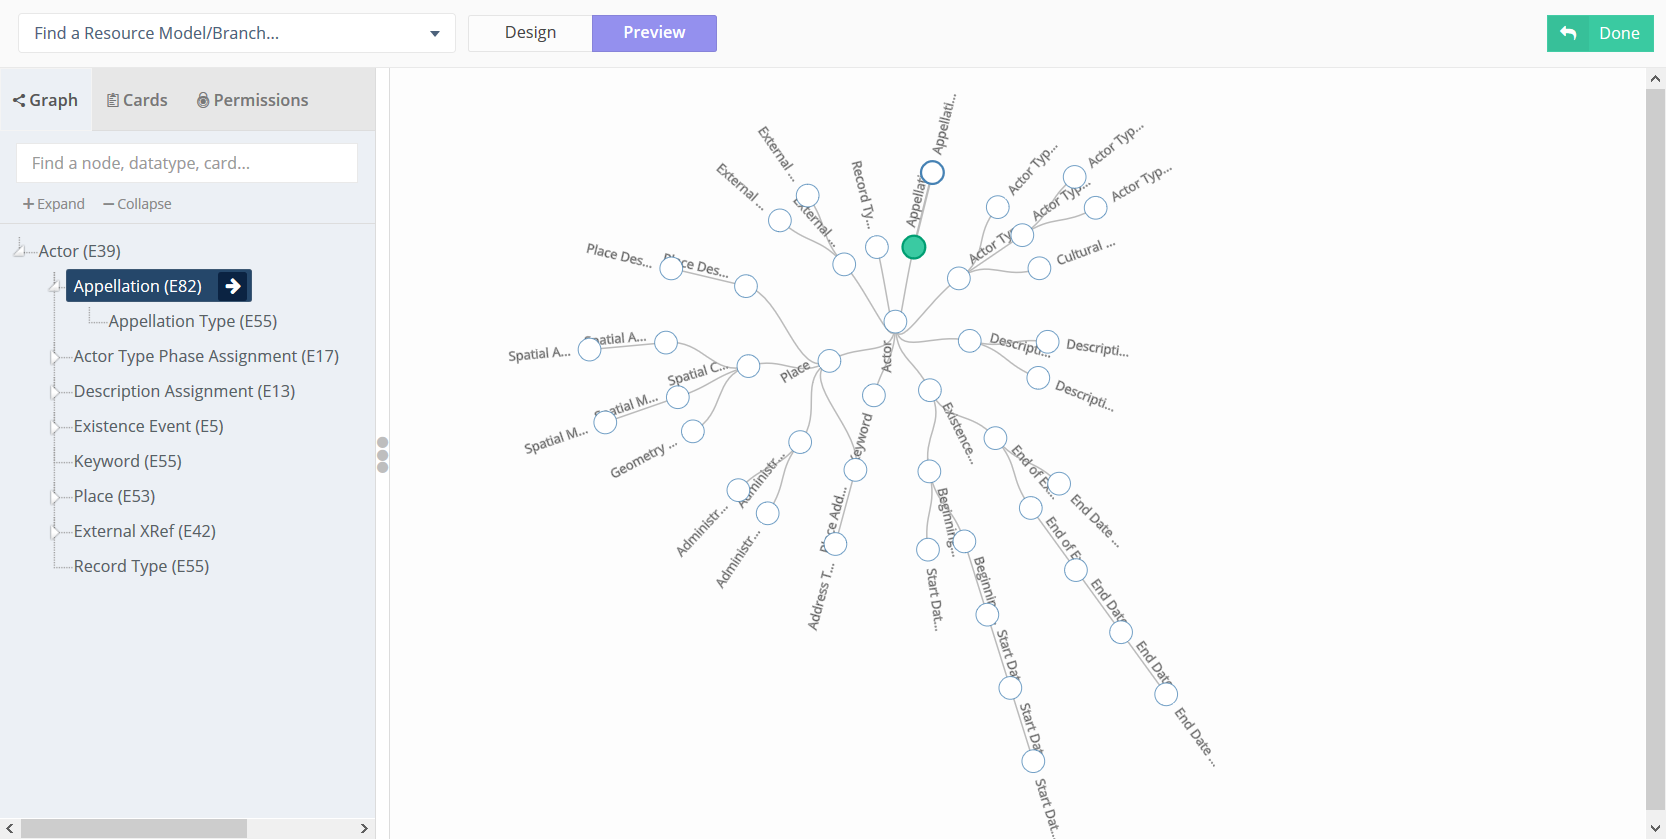 Find a Resource Model/Branch...
Design
Preview
Done
Graph
Cards
Permissions
Find a node, datatype, card...
Expand
Collapse
Actor (E39)
Appellation (E82)
Appellation Type (E55)
Actor Type Phase Assignment (E17)
Description Assignment (E13)
Existence Event (E5)
Keyword (E55)
Place (E53)
External XRef (E42)
Record Type (E55)
Appellati...
External ...
External ...
External...
Record Ty...
Appellati
Actor Typ...
Actor Typ...
Actor Typ...
Actor Typ...
Actor Ty
Cultural ...
Place Des...
Place Des...
Spatial A...
Spatial A...
Spatial C...
Spatial M...
Spatial M...
Geometry ...
Place
Actor
Descripti...
Descripti...
Descripti...
Existence...
Keyword
Administr...
Administr...
Administr...
Place Add...
Address T...
Beginning...
Beginnin
Start Dat...
Start Dat
Start Dat
Start Dat...
End of Ex...
End of E
End Date ...
End Date
End Date
End Date ...